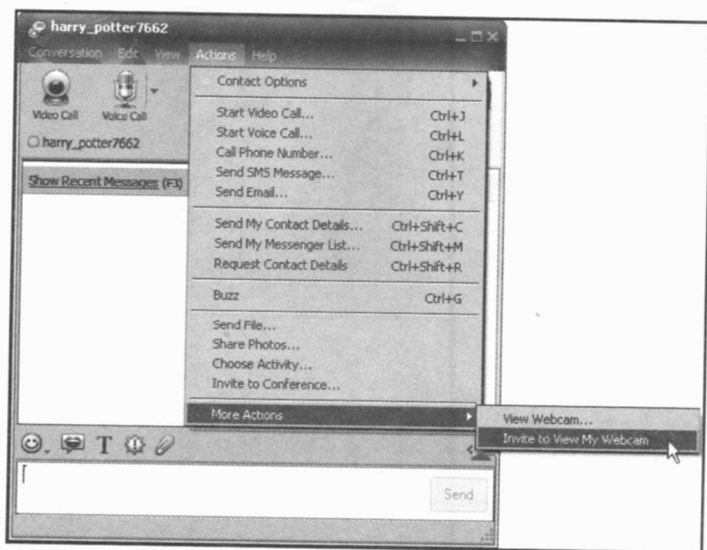 harry_potter7662
Conversation Edit View Actions Help
Video Call Voice Call
harry_potter7662
Show Recent Messages (F3)
Contact Options
Start Video Call... Ctrl+J
Start Voice Call... Ctrl+L
Call Phone Number... Ctrl+K
Send SMS Message... Ctrl+T
Send Email... Ctrl+Y
Send My Contact Details... Ctrl+Shift+C
Send My Messenger List... Ctrl+Shift+M
Request Contact Details Ctrl+Shift+R
Buzz Ctrl+G
Send File...
Share Photos...
Choose Activity...
Invite to Conference...
More Actions
View Webcam...
Invite to View My Webcam
T
Send